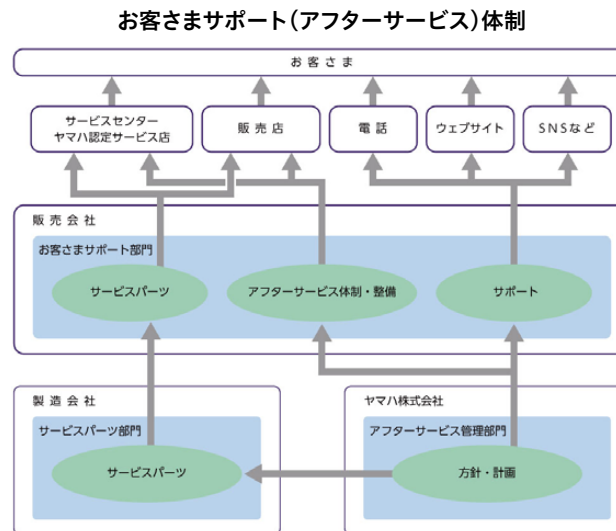 お客さまサポート（アフターサービス）体制
お客さま
サービスセンター
ヤマハ認定サービス店
販売店
電話
ウェブサイト
SNSなど
販売会社
お客さまサポート部門
サービスパーツ
アフターサービス体制・整備
サポート
製造会社
サービスパーツ部門
サービスパーツ
ヤマハ株式会社
アフターサービス管理部門
方針・計画